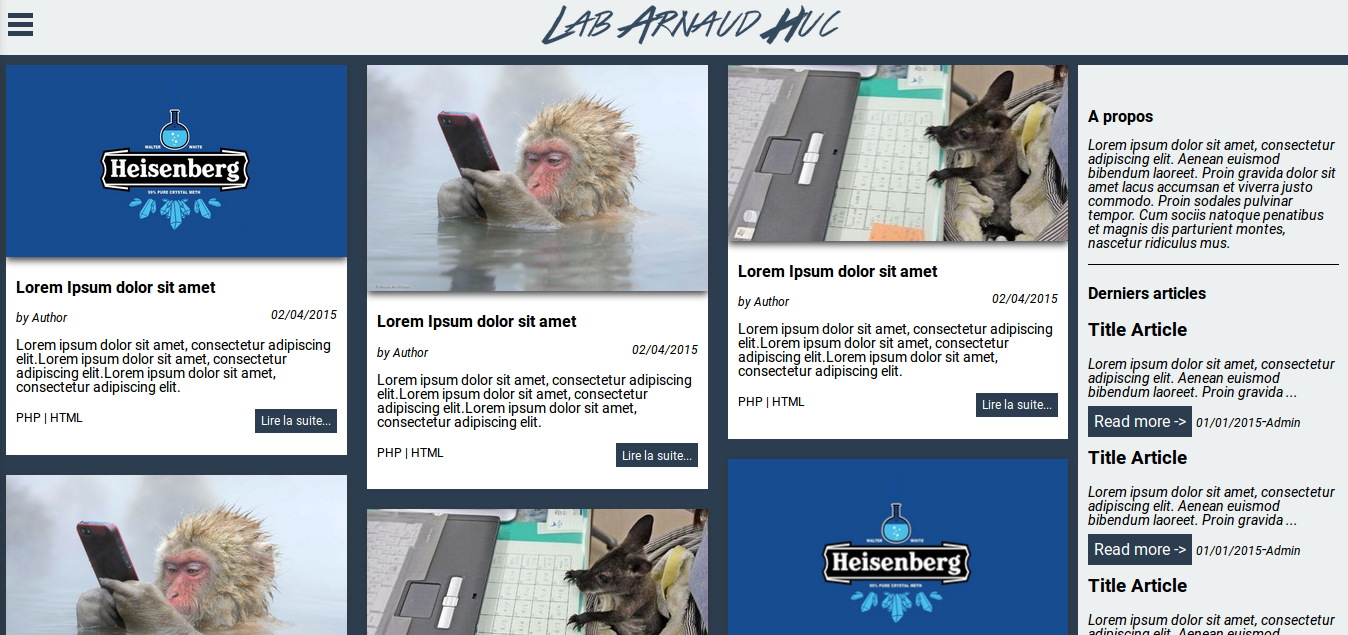 LAB ARNAUD HUC
WALTER WHITE
Heisenberg
99% PURE CRYSTAL METH
Lorem Ipsum dolor sit amet
by Author 02/04/2015
Lorem ipsum dolor sit amet, consectetur adipiscing
elit.Lorem ipsum dolor sit amet, consectetur
adipiscing elit.Lorem ipsum dolor sit amet,
consectetur adipiscing elit.
PHP | HTML Lire la suite...
Lorem Ipsum dolor sit amet
by Author 02/04/2015
Lorem ipsum dolor sit amet, consectetur adipiscing
elit.Lorem ipsum dolor sit amet, consectetur
adipiscing elit.Lorem ipsum dolor sit amet,
consectetur adipiscing elit.
PHP | HTML Lire la suite...
Lorem Ipsum dolor sit amet
by Author 02/04/2015
Lorem ipsum dolor sit amet, consectetur adipiscing
elit.Lorem ipsum dolor sit amet, consectetur
adipiscing elit.Lorem ipsum dolor sit amet,
consectetur adipiscing elit.
PHP | HTML Lire la suite...
WALTER WHITE
Heisenberg
99% PURE CRYSTAL METH
A propos
Lorem ipsum dolor sit amet, consectetur
adipiscing elit. Aenean euismod
bibendum laoreet. Proin gravida dolor sit
amet lacus accumsan et viverra justo
commodo. Proin sodales pulvinar
tempor. Cum sociis natoque penatibus
et magnis dis parturient montes,
nascetur ridiculus mus.
Derniers articles
Title Article
Lorem ipsum dolor sit amet, consectetur
adipiscing elit. Aenean euismod
bibendum laoreet. Proin gravida ...
Read more -> 01/01/2015-Admin
Title Article
Lorem ipsum dolor sit amet, consectetur
adipiscing elit. Aenean euismod
bibendum laoreet. Proin gravida ...
Read more -> 01/01/2015-Admin
Title Article
Lorem ipsum dolor sit amet, consectetur
adipiscing elit. Aenean euismod